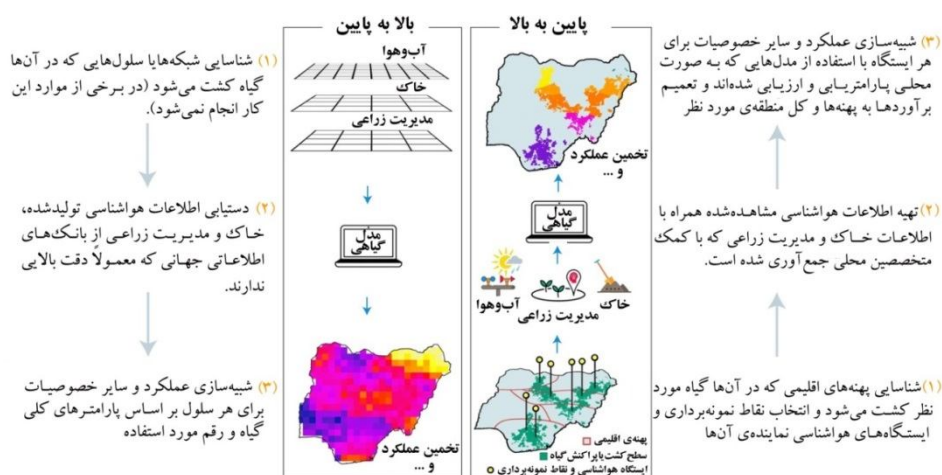 پایین به بالا
(۳) شبیه‌سازی عملکرد و سایر خصوصیات برای
هر ایستگاه با استفاده از مدل‌هایی که به صورت
محلی پارامتریابی و ارزیابی شده‌اند و تعمیم
برآوردها به پهنه‌ها و کل منطقه‌ی مورد نظر
(۲) تهیه اطلاعات هواشناسی مشاهده‌شده همراه با
اطلاعات خاک و مدیریت زراعی که با کمک
متخصصین محلی جمع‌آوری شده است.
(۱) شناسایی پهنه‌های اقلیمی که در آن‌ها گیاه مورد
نظر کشت می‌شود و انتخاب نقاط نمونه‌برداری و
ایستگاه‌های هواشناسی نماینده‌ی آن‌ها
تخمین عملکرد
و ...
مدل
گیاهی
خاک
مدیریت زراعی
آب‌وهوا
پهنه‌ی اقلیمی
سطح کشت یا پراکنش گیاه
ایستگاه هواشناسی و نقاط نمونه‌برداری
بالا به پایین
آب‌وهوا
خاک
مدیریت زراعی
مدل
گیاهی
تخمین عملکرد
و ...
(۱) شناسایی شبکه‌ها یا سلول‌هایی که در آن‌ها
گیاه کشت می‌شود (در برخی از موارد این
کار انجام نمی‌شود).
(۲) دستیابی اطلاعات هواشناسی تولیدشده،
خاک و مدیریت زراعی از بانک‌های
اطلاعاتی جهانی که معمولاً دقت بالایی
ندارند.
(۳) شبیه‌سازی عملکرد و سایر خصوصیات
برای هر سلول بر اساس پارامترهای کلی
گیاه و رقم مورد استفاده